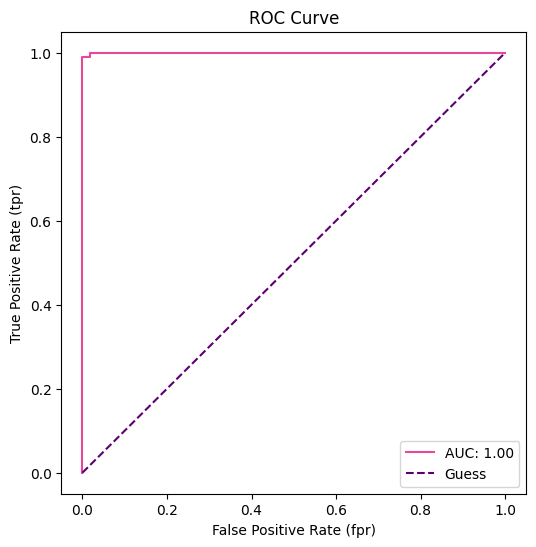 ROC Curve
1.0
0.8
0.6
0.4
0.2
0.0
True Positive Rate (tpr)
AUC: 1.00
Guess
0.0 0.2 0.4 0.6 0.8 1.0
False Positive Rate (fpr)